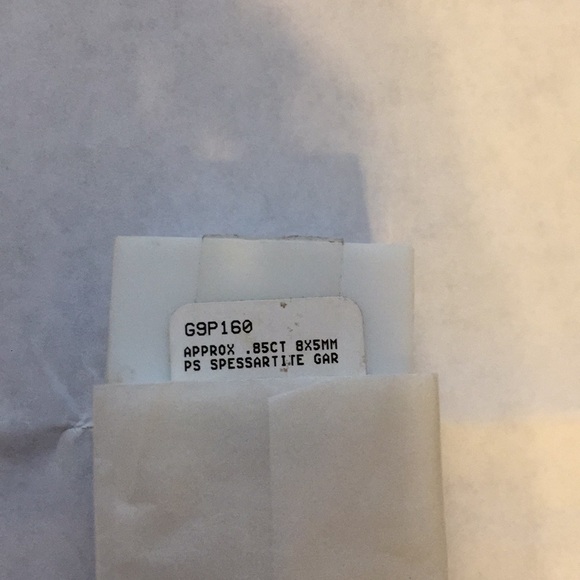 G9P160
APPROX .85CT 8X5MM
PS SPESSARTITE GAR